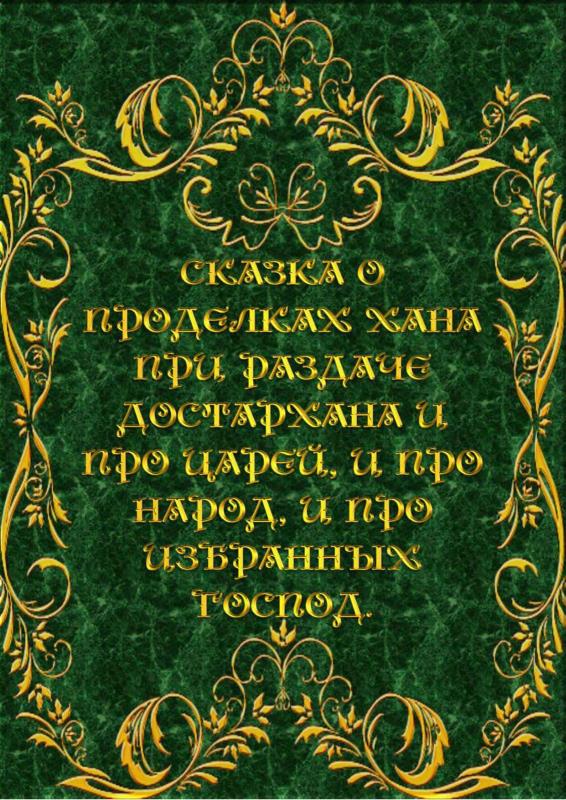 СКАЗКА О
ПРОДЕЛКАХ ХАНА
ПРИ РАЗДАЧЕ
ДОСТАРХАНА И
ПРО ЦАРЕЙ, И ПРО
НАРОД, И ПРО
ИЗБРАННЫХ
ГОСПОД.